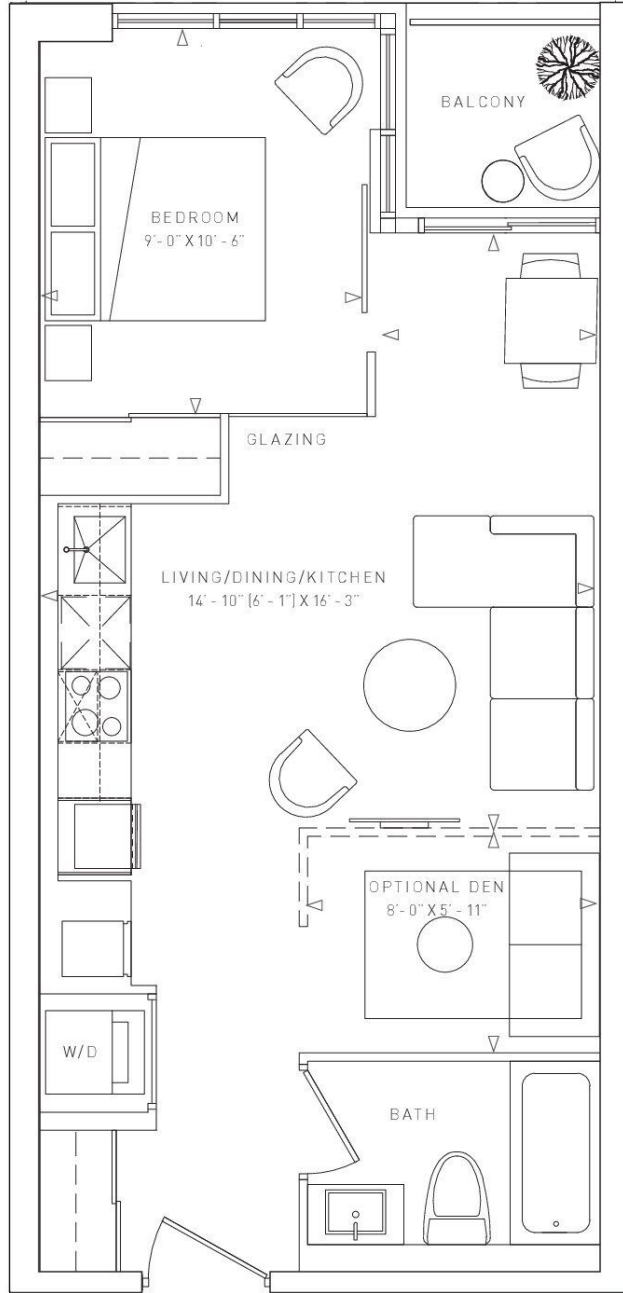 BALCONY
BEDROOM
9'-0" X 10'-6"
GLAZING
LIVING/DINING/KITCHEN
14'-10" (6'-1") X 16'-3"
OPTIONAL DEN
8'-0" X 5'-11"
W/D
BATH